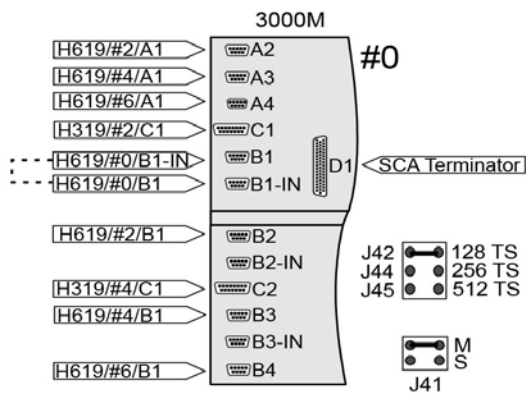 3000M
#0
H619/#2/A1 A2
H619/#4/A1 A3
H619/#6/A1 A4
H319/#2/C1 C1
H619/#0/B1-IN B1 D1 SCA Terminator
H619/#0/B1 B1-IN
H619/#2/B1 B2
B2-IN
H319/#4/C1 C2
H619/#4/B1 B3
B3-IN
H619/#6/B1 B4
J42 128 TS
J44 256 TS
J45 512 TS
M
S
J41